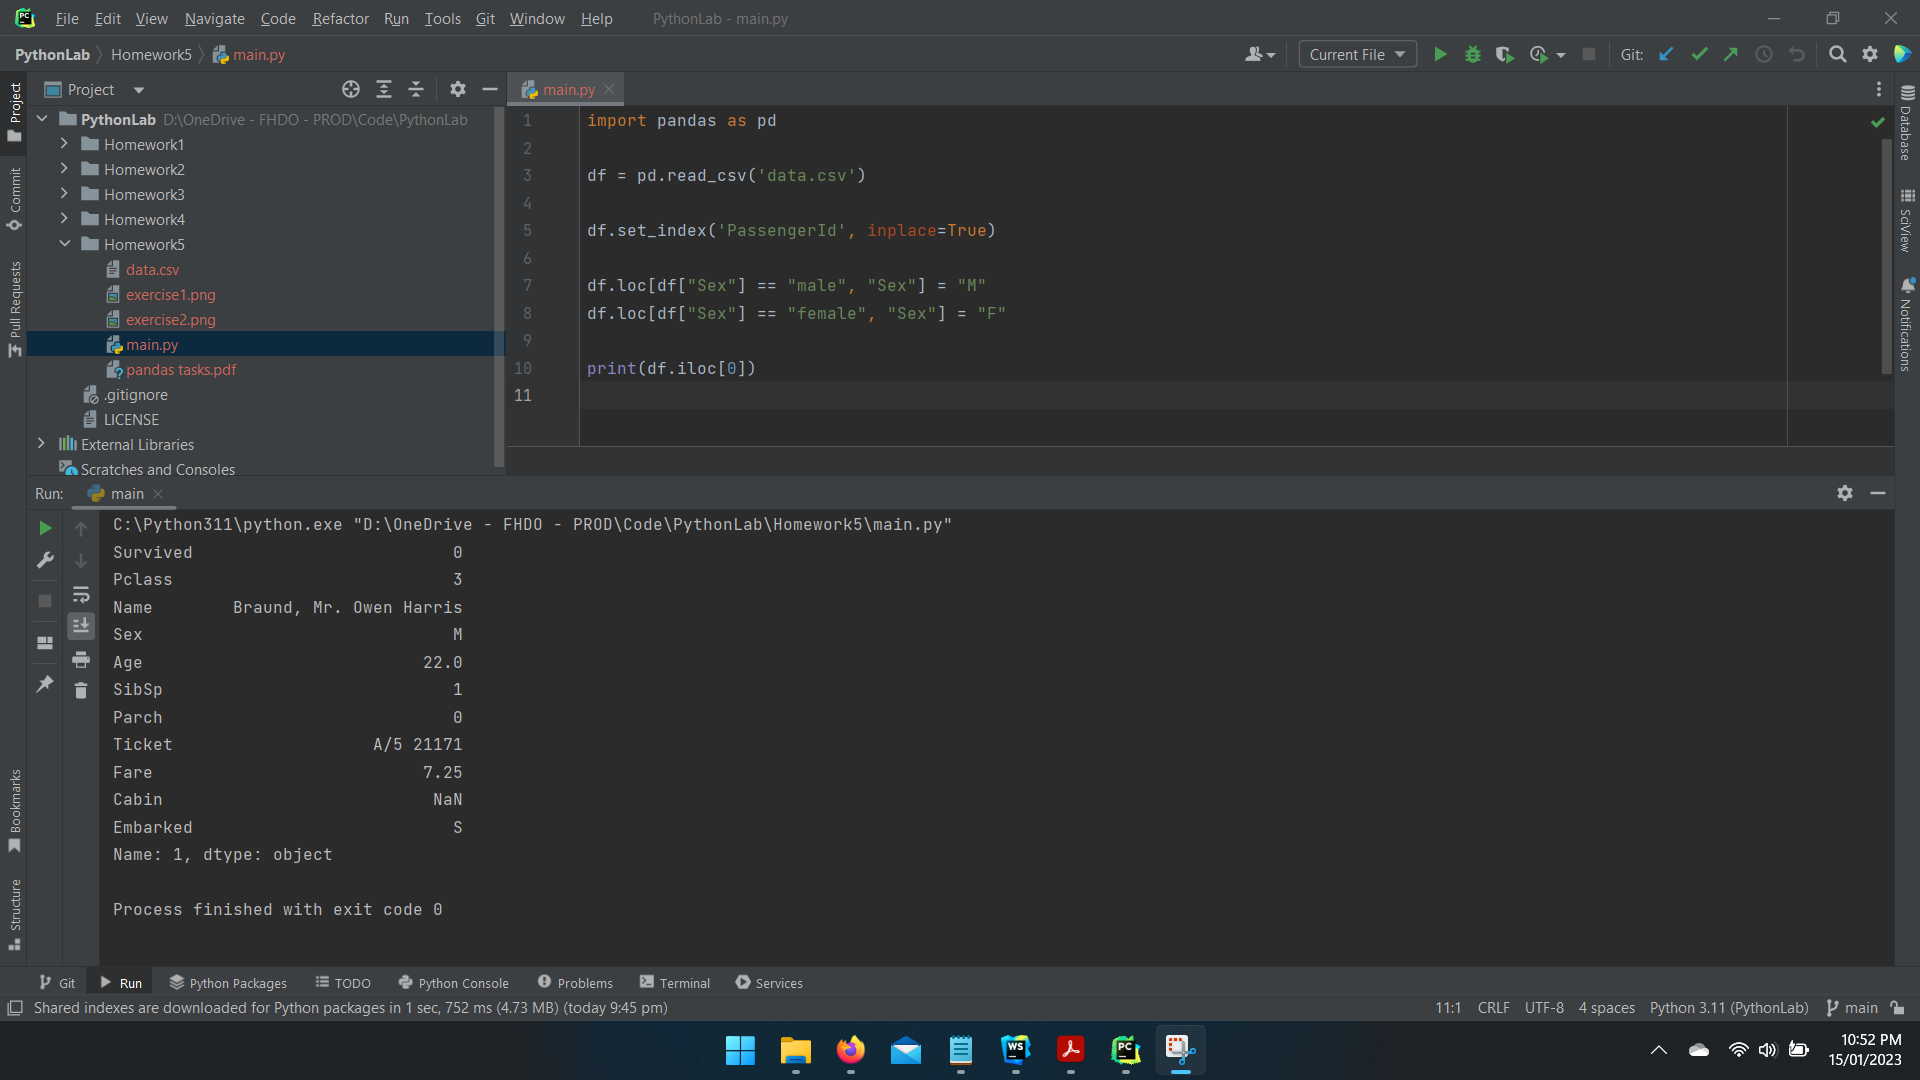 File Edit View Navigate Code Refactor Run Tools Git Window Help PythonLab - main.py
PythonLab Homework5 main.py Current File Git:
Project main.py
Project
Commit
Pull Requests
Bookmarks
Structure
PythonLab D:\OneDrive - FHDO - PROD\Code\PythonLab
Homework1
Homework2
Homework3
Homework4
Homework5
data.csv
exercise1.png
exercise2.png
main.py
pandas tasks.pdf
.gitignore
LICENSE
External Libraries
Scratches and Consoles
1 import pandas as pd
2
3 df = pd.read_csv('data.csv')
4
5 df.set_index('PassengerId', inplace=True)
6
7 df.loc[df["Sex"] == "male", "Sex"] = "M"
8 df.loc[df["Sex"] == "female", "Sex"] = "F"
9
10 print(df.iloc[0])
11
Database
SciView
Notifications
Run: main
C:\Python311\python.exe "D:\OneDrive - FHDO - PROD\Code\PythonLab\Homework5\main.py"
Survived 0
Pclass 3
Name Braund, Mr. Owen Harris
Sex M
Age 22.0
SibSp 1
Parch 0
Ticket A/5 21171
Fare 7.25
Cabin NaN
Embarked S
Name: 1, dtype: object
Process finished with exit code 0
Git Run Python Packages TODO Python Console Problems Terminal Services
Shared indexes are downloaded for Python packages in 1 sec, 752 ms (4.73 MB) (today 9:45 pm) 11:1 CRLF UTF-8 4 spaces Python 3.11 (PythonLab) main
10:52 PM
15/01/2023